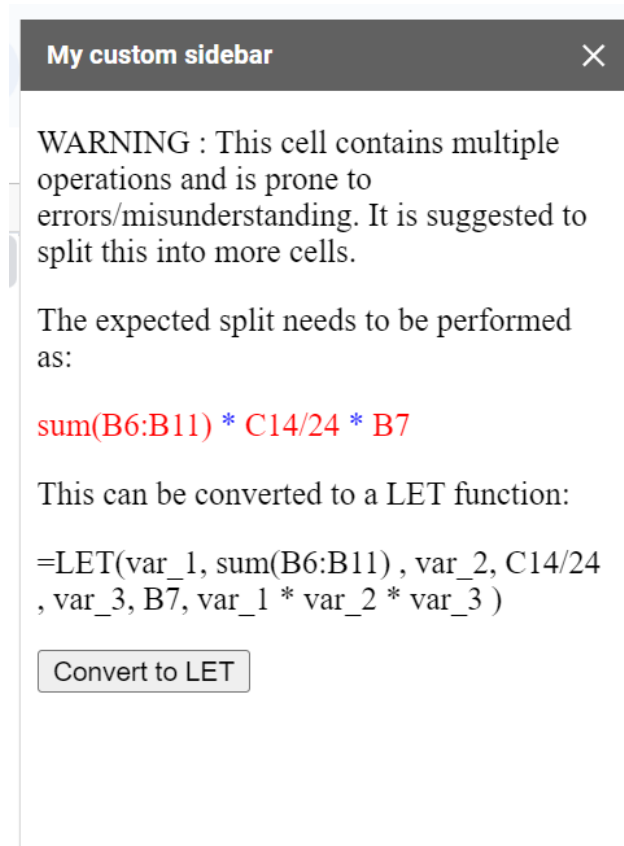 My custom sidebar
WARNING : This cell contains multiple
operations and is prone to
errors/misunderstanding. It is suggested to
split this into more cells.
The expected split needs to be performed
as:
sum(B6:B11) * C14/24 * B7
This can be converted to a LET function:
=LET(var_1, sum(B6:B11) , var_2, C14/24
, var_3, B7, var_1 * var_2 * var_3 )
Convert to LET